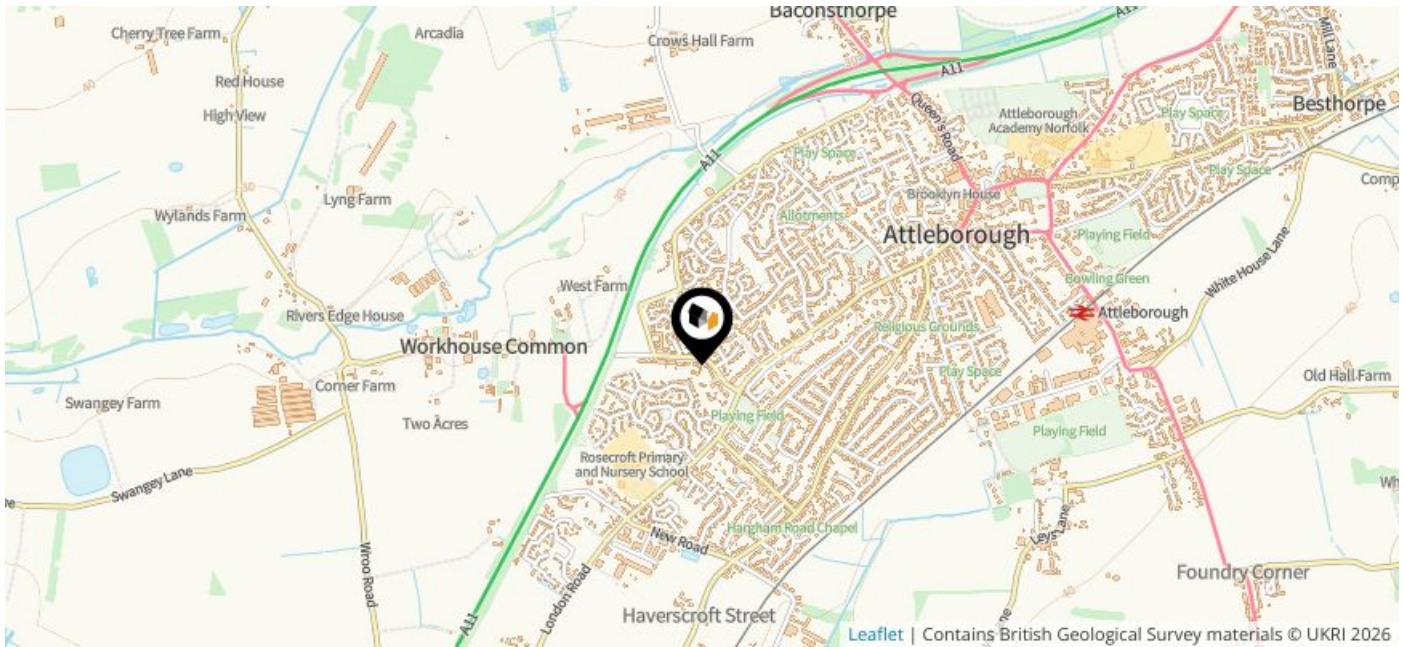 Baconsthorpe
A11
Cherry Tree Farm
Arcadia
Crows Hall Farm
Mill Lane
Red House
A11
High View
Queen's Road
Attleborough
Academy Norfolk
Play Space
Besthorpe
A11
Play Space
Play Space
Lyng Farm
Brooklyn House
Wylands Farm
Allotments
Attleborough
Playing Field
White House Lane
Bowling Green
West Farm
Rivers Edge House
Attleborough
Religious Grounds
Workhouse Common
Corner Farm
Play Space
Old Hall Farm
Swangey Farm
Two Acres
Playing Field
Playing Field
Rosecroft Primary
and Nursery School
Swangey Lane
Hargham Road Chapel
New Road
Leys Lane
Wroo Road
London Road
Foundry Corner
Haverscroft Street
A11
Leaflet | Contains British Geological Survey materials © UKRI 2026